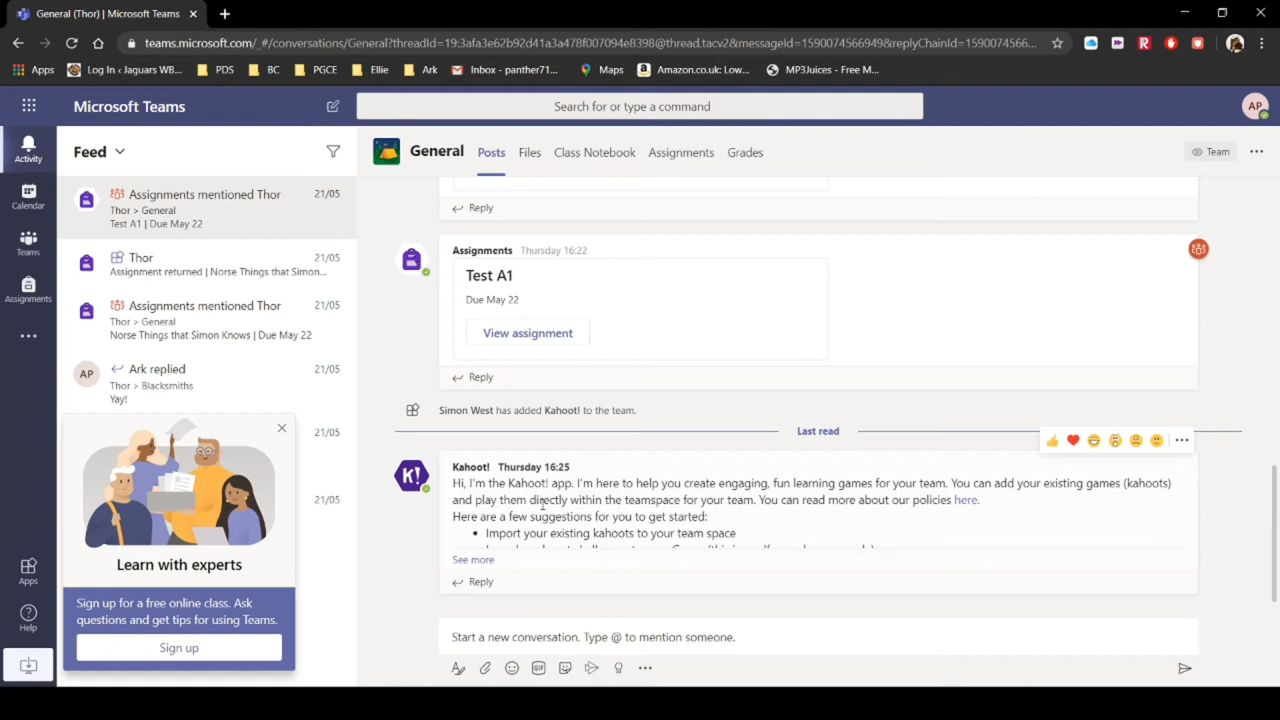 General (Thor) | Microsoft Teams
teams.microsoft.com/_#/conversations/General?threadId=19:3afa3e62b92d41a3a478f007094e8398@thread.tacv2&messageId=1590074566949&replyChainId=1590074566...
Apps Log In ‹ Jaguars WB... PDS BC PGCE Ellie Ark Inbox - panther71... Maps Amazon.co.uk: Low... MP3Juices - Free M...
Microsoft Teams
Search for or type a command
AP
Activity
Calendar
Teams
Assignments
Apps
Help
Feed
Assignments mentioned Thor 21/05
Thor > General
Test A1 | Due May 22
Thor 21/05
Assignment returned | Norse Things that Simon...
Assignments mentioned Thor 21/05
Thor > General
Norse Things that Simon Knows | Due May 22
AP Ark replied 21/05
Thor > Blacksmiths
Yay!
21/05
21/05
Learn with experts
Sign up for a free online class. Ask
questions and get tips for using Teams.
Sign up
General Posts Files Class Notebook Assignments Grades
Team
Reply
Assignments Thursday 16:22
Test A1
Due May 22
View assignment
Reply
Simon West has added Kahoot! to the team.
Last read
K!
Kahoot! Thursday 16:25
Hi, I'm the Kahoot! app. I'm here to help you create engaging, fun learning games for your team. You can add your existing games (kahoots)
and play them directly within the teamspace for your team. You can read more about our policies here.
Here are a few suggestions for you to get started:
• Import your existing kahoots to your team space
See more
Reply
Start a new conversation. Type @ to mention someone.
GIF